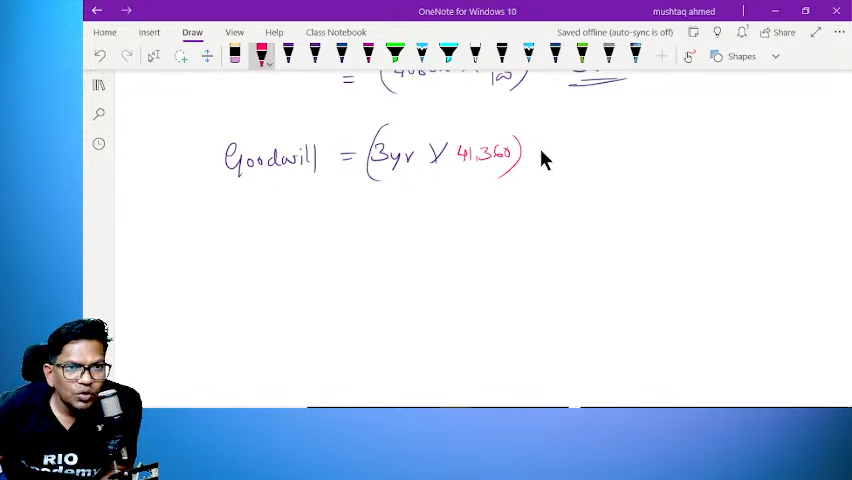 OneNote for Windows 10
mushtaq ahmed
Home Insert Draw View Help Class Notebook
Saved offline (auto-sync is off)
Share
Shapes
=
Goodwill = (3yr X 41,360)
RIO